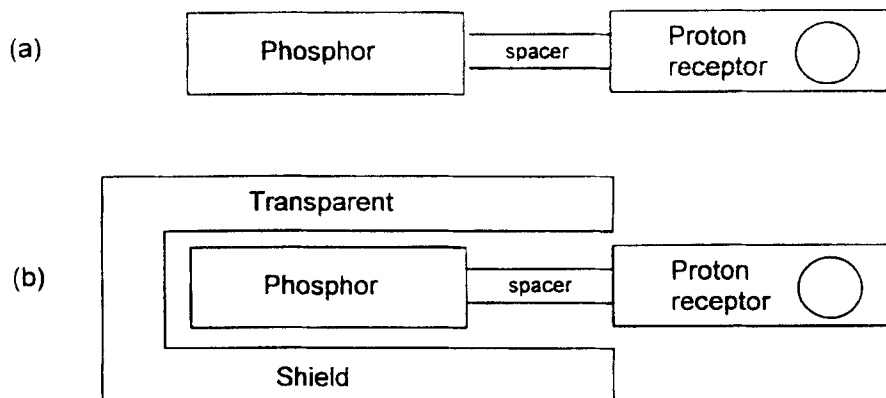 (a)
Phosphor
spacer
Proton
receptor
Transparent
(b)
Phosphor
spacer
Proton
receptor
Shield